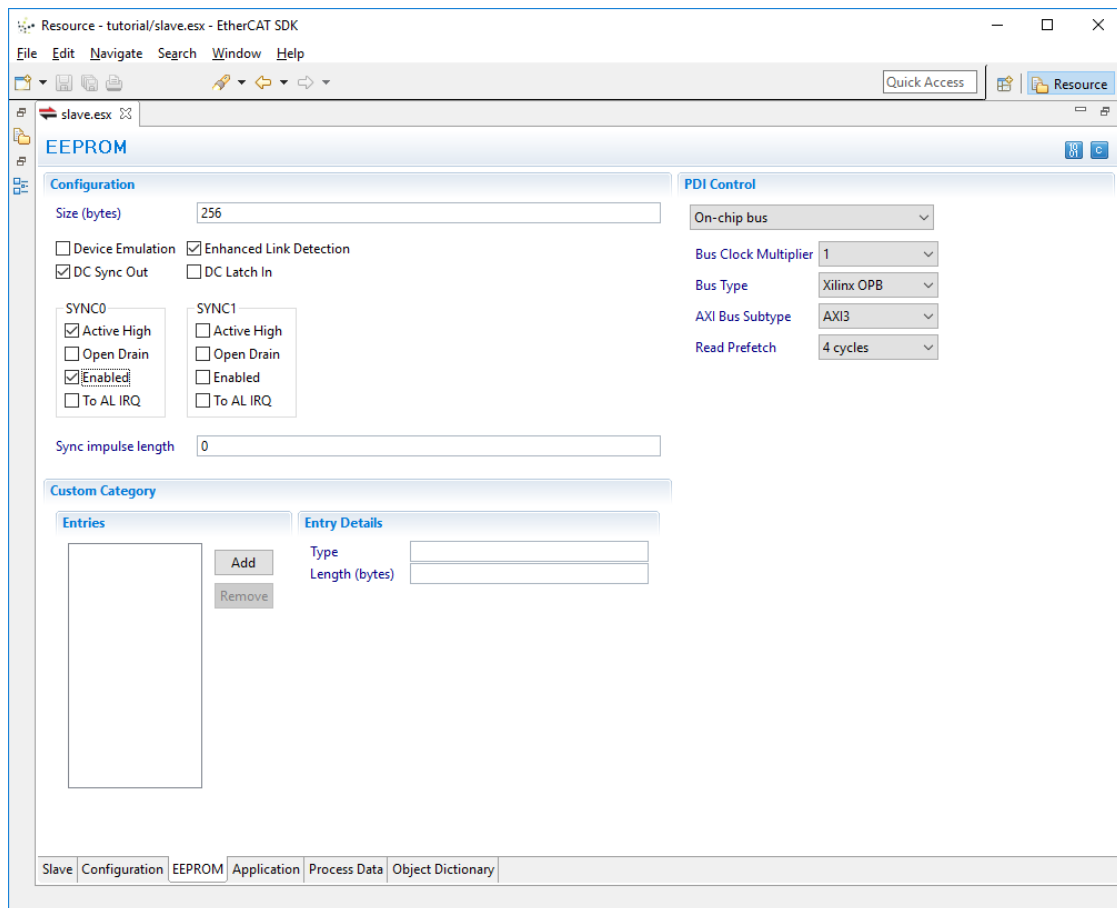 Resource - tutorial/slave.esx - EtherCAT SDK
File Edit Navigate Search Window Help
Quick Access
Resource
slave.esx
EEPROM
Configuration
Size (bytes) 256
Device Emulation Enhanced Link Detection
DC Sync Out DC Latch In
SYNC0 SYNC1
Active High Active High
Open Drain Open Drain
Enabled Enabled
To AL IRQ To AL IRQ
Sync impulse length 0
PDI Control
On-chip bus
Bus Clock Multiplier 1
Bus Type Xilinx OPB
AXI Bus Subtype AXI3
Read Prefetch 4 cycles
Custom Category
Entries
Add
Remove
Entry Details
Type
Length (bytes)
Slave Configuration EEPROM Application Process Data Object Dictionary